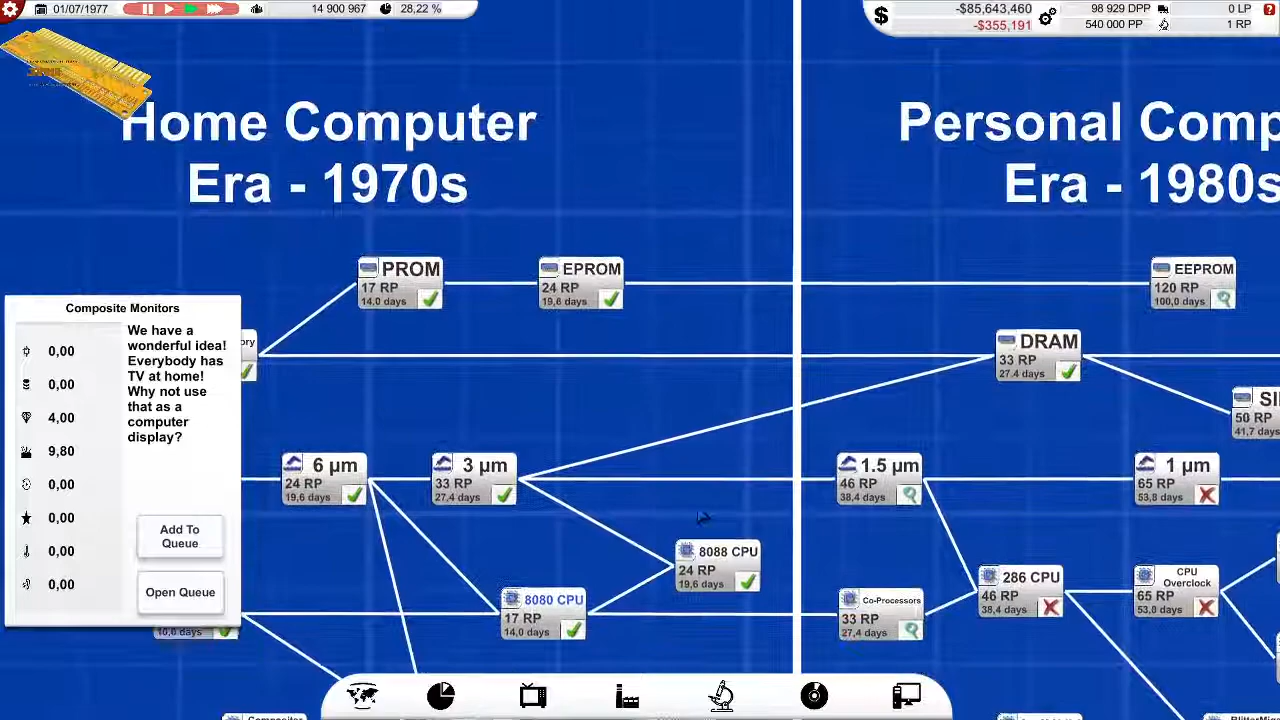 01/07/1977
14 900 967
28,22 %
-$85,643,460
-$355,191
98 929 DPP
540 000 PP
0 LP
1 RP
Home Computer
Era - 1970s
Personal Comp
Era - 1980s
PROM
17 RP
14,0 days
EPROM
24 RP
19,6 days
EEPROM
120 RP
100,0 days
Composite Monitors
0,00
0,00
4,00
9,80
0,00
0,00
0,00
0,00
We have a
wonderful idea!
Everybody has
TV at home!
Why not use
that as a
computer
display?
Add To
Queue
Open Queue
ory
DRAM
33 RP
27,4 days
50 RP
41,7 days
6 µm
24 RP
19,6 days
3 µm
33 RP
27,4 days
1.5 µm
46 RP
38,4 days
1 µm
65 RP
53,8 days
8088 CPU
24 RP
19,6 days
8080 CPU
17 RP
14,0 days
Co-Processors
33 RP
27,4 days
286 CPU
46 RP
38,4 days
CPU
Overclock
65 RP
53,8 days
10,0 days